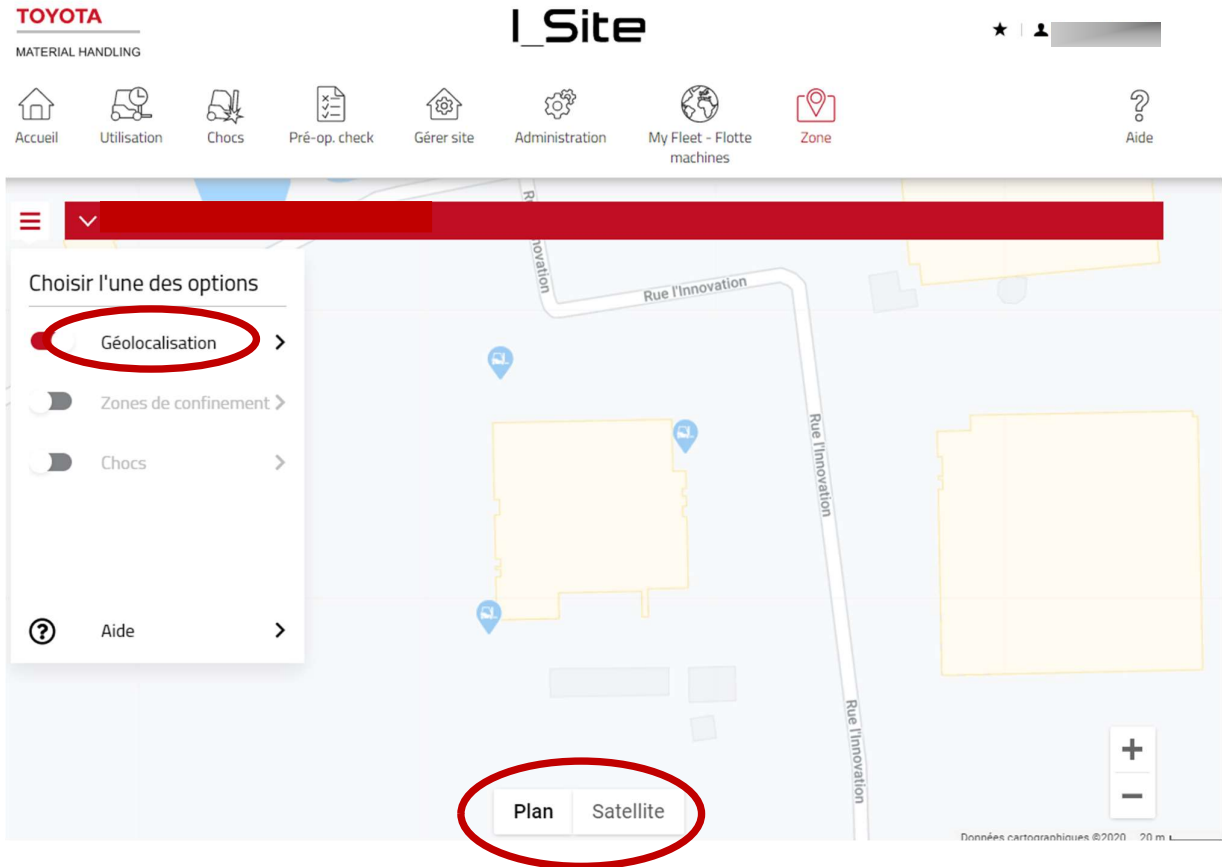 TOYOTA
MATERIAL HANDLING
I_Site
Accueil
Utilisation
Chocs
Pré-op. check
Gérer site
Administration
My Fleet - Flotte
machines
Zone
Aide
Choisir l'une des options
Géolocalisation
Zones de confinement
Chocs
Aide
Rue l'Innovation
Rue l'Innovation
Rue l'Innovation
Plan
Satellite
Données cartographiques ©2020
20 m